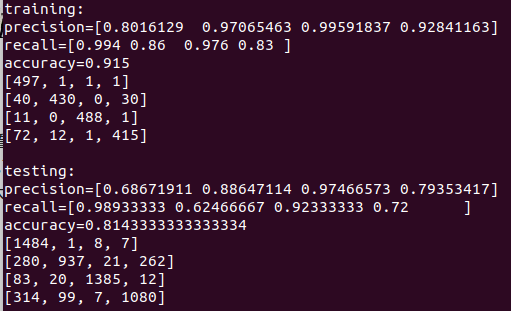 training:
precision=[0.8016129  0.97065463 0.99591837 0.92841163]
recall=[0.994 0.86  0.976 0.83 ]
accuracy=0.915
[497, 1, 1, 1]
[40, 430, 0, 30]
[11, 0, 488, 1]
[72, 12, 1, 415]
testing:
precision=[0.68671911 0.88647114 0.97466573 0.79353417]
recall=[0.98933333 0.62466667 0.92333333 0.72      ]
accuracy=0.8143333333333334
[1484, 1, 8, 7]
[280, 937, 21, 262]
[83, 20, 1385, 12]
[314, 99, 7, 1080]